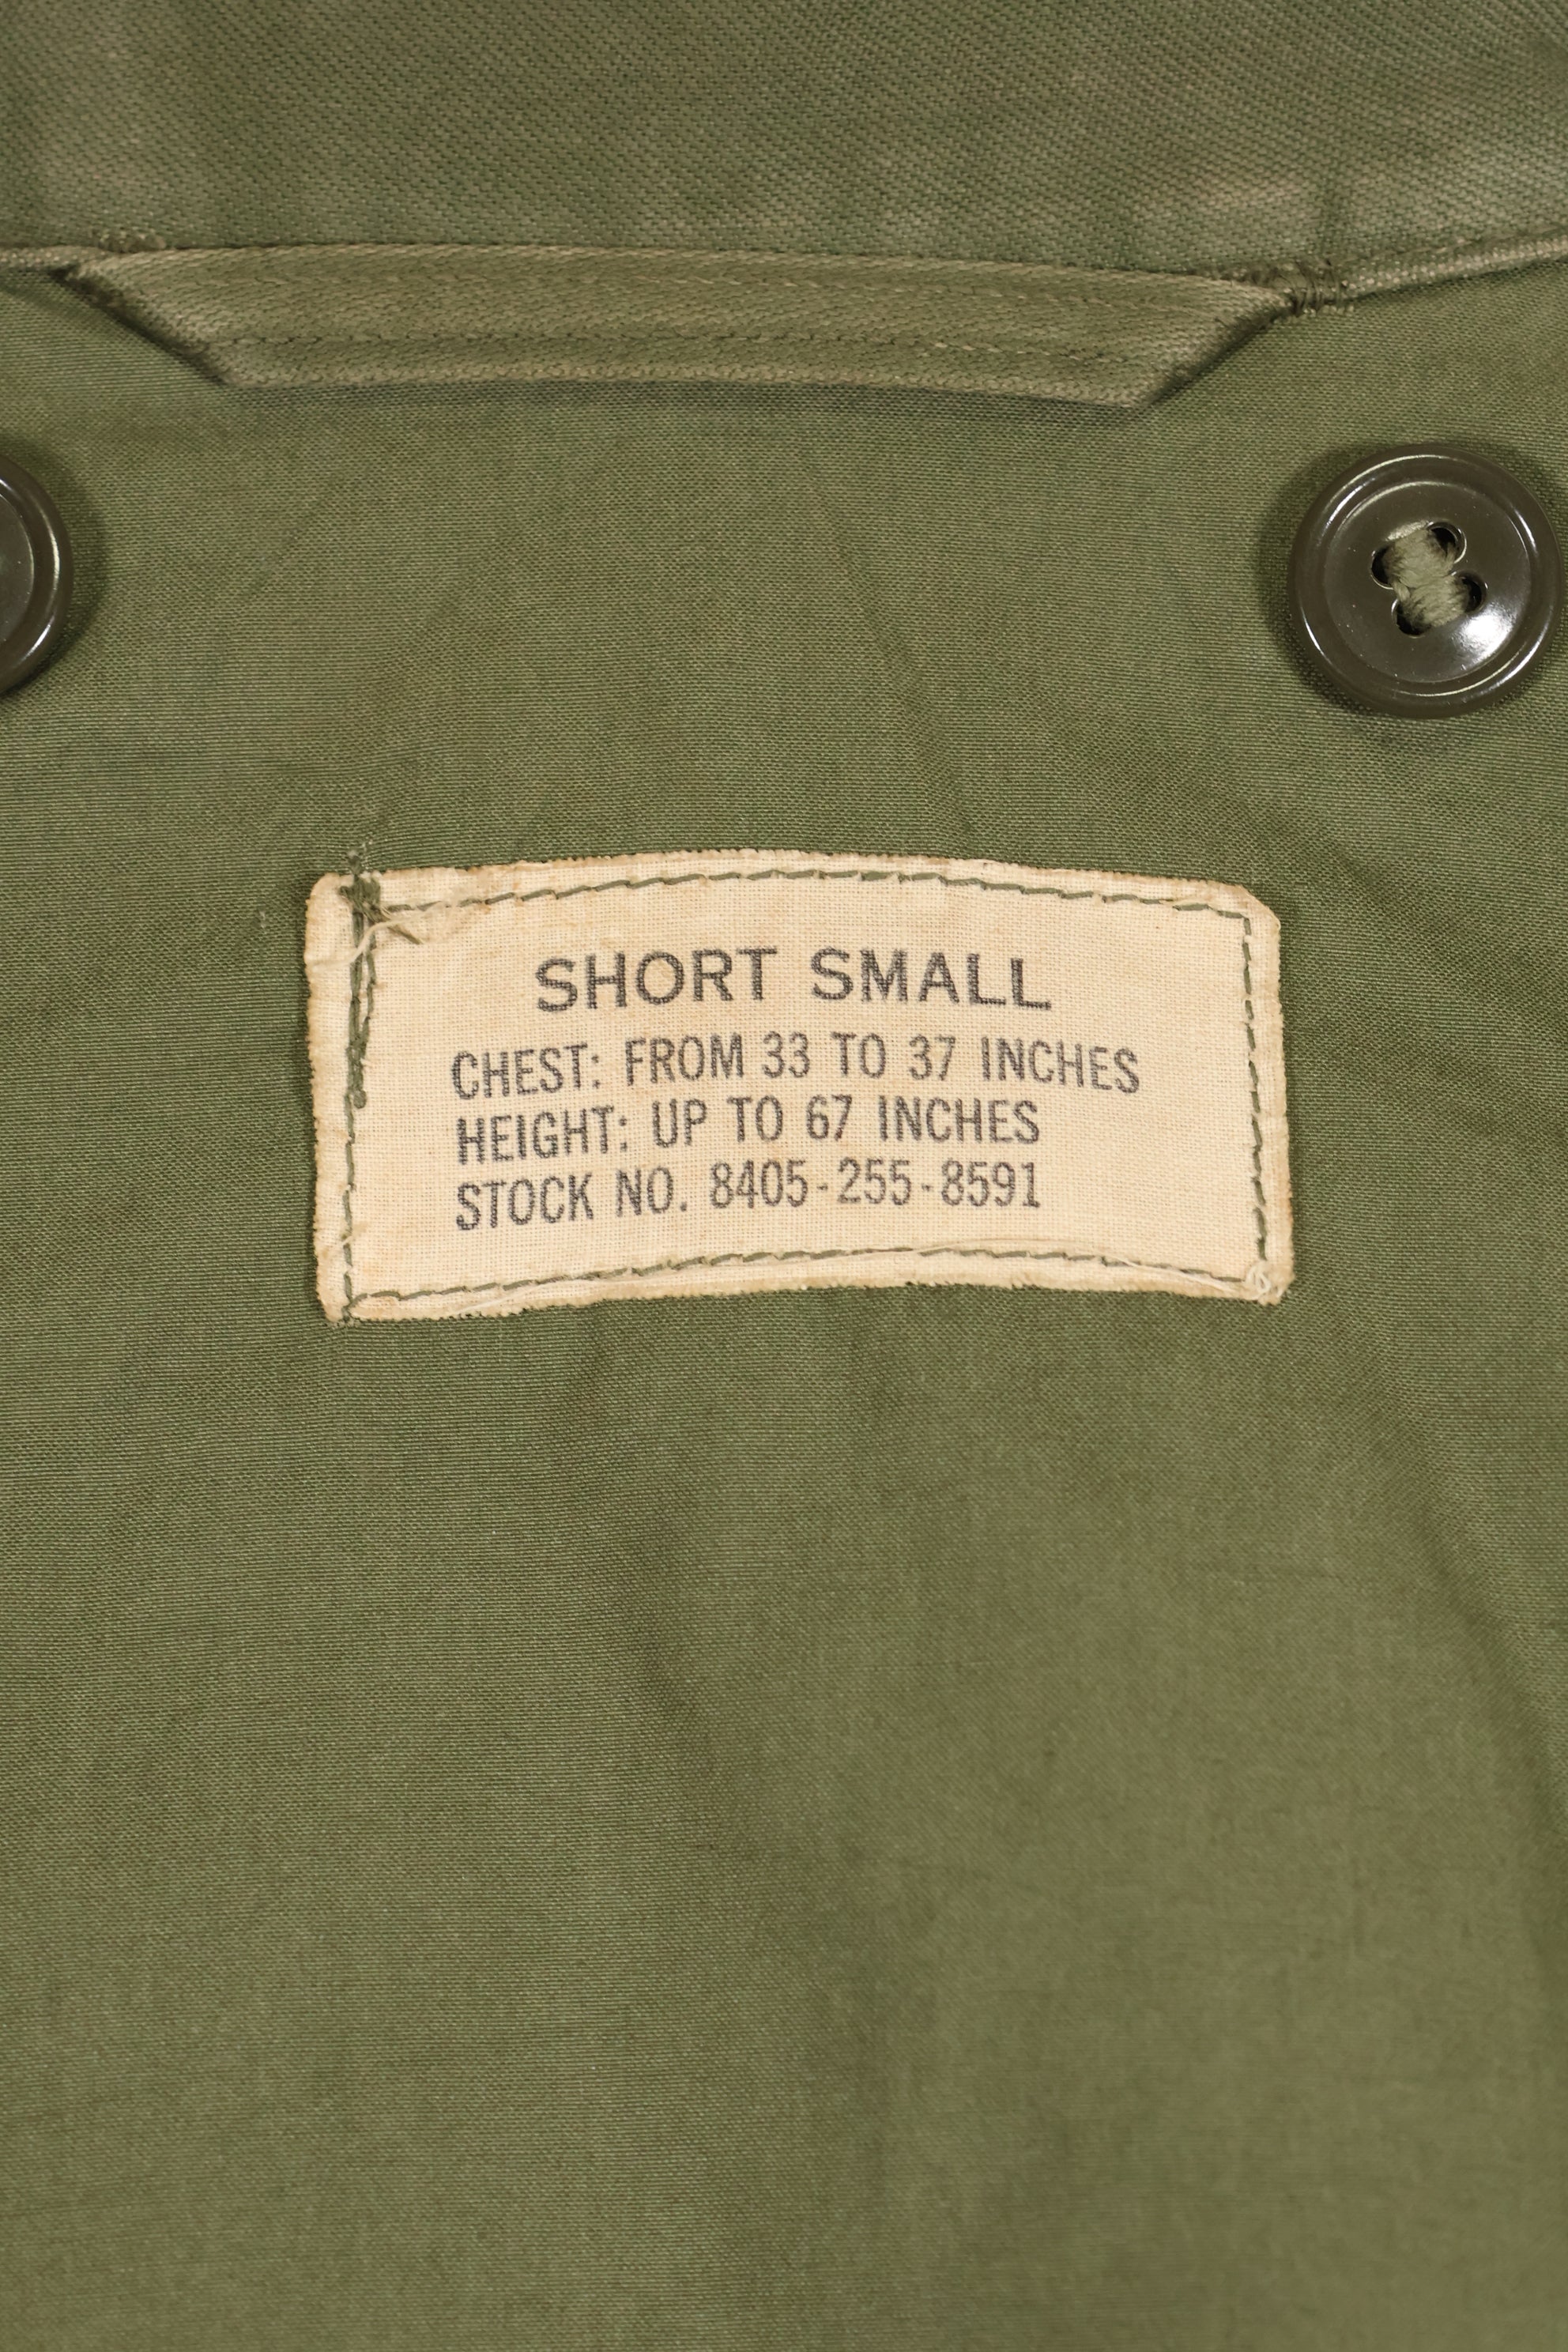 SHORT SMALL
CHEST: FROM 33 TO 37 INCHES
HEIGHT: UP TO 67 INCHES
STOCK NO. 8405-255-8591